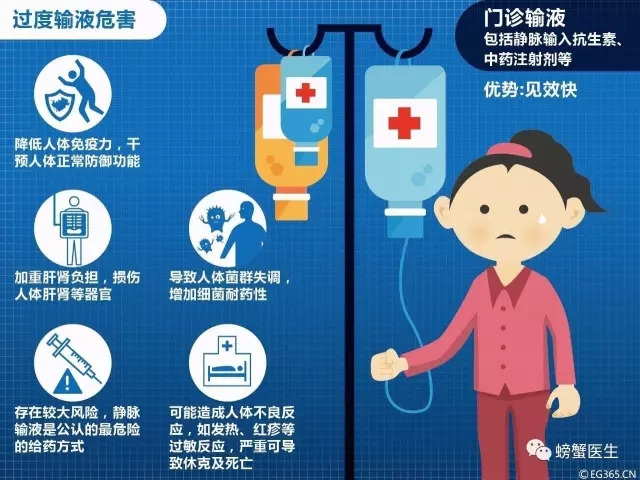 过度输液危害
降低人体免疫力，干
预人体正常防御功能
加重肝肾负担，损伤
人体肝肾等器官
导致人体菌群失调，
增加细菌耐药性
存在较大风险，静脉
输液是公认的最危险
的给药方式
可能造成人体不良反
应，如发热、红疹等
过敏反应，严重可导
致休克及死亡
门诊输液
包括静脉输入抗生素、
中药注射剂等
优势:见效快
螃蟹医生
©EG365.CN